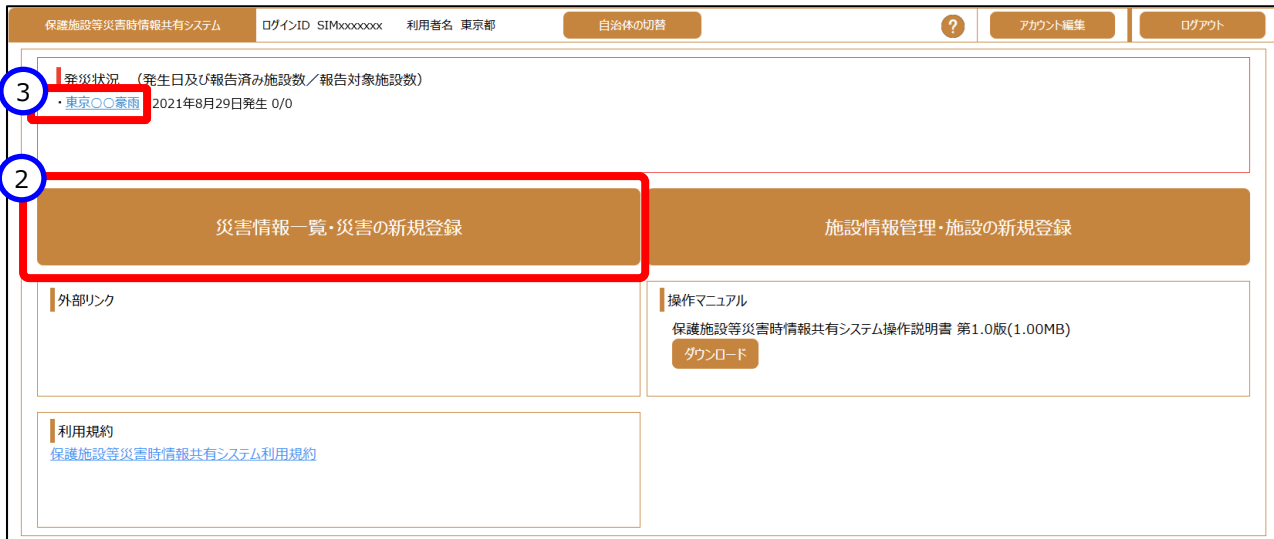 保護施設等災害時情報共有システム ログインID SIMxxxxxxx 利用者名 東京都 自治体の切替 ? アカウント編集 ログアウト
発災状況 (発生日及び報告済み施設数/報告対象施設数)
③
・東京〇〇豪雨 2021年8月29日発生 0/0
②
災害情報一覧・災害の新規登録 施設情報管理・施設の新規登録
外部リンク
操作マニュアル
保護施設等災害時情報共有システム操作説明書 第1.0版(1.00MB)
ダウンロード
利用規約
保護施設等災害時情報共有システム利用規約